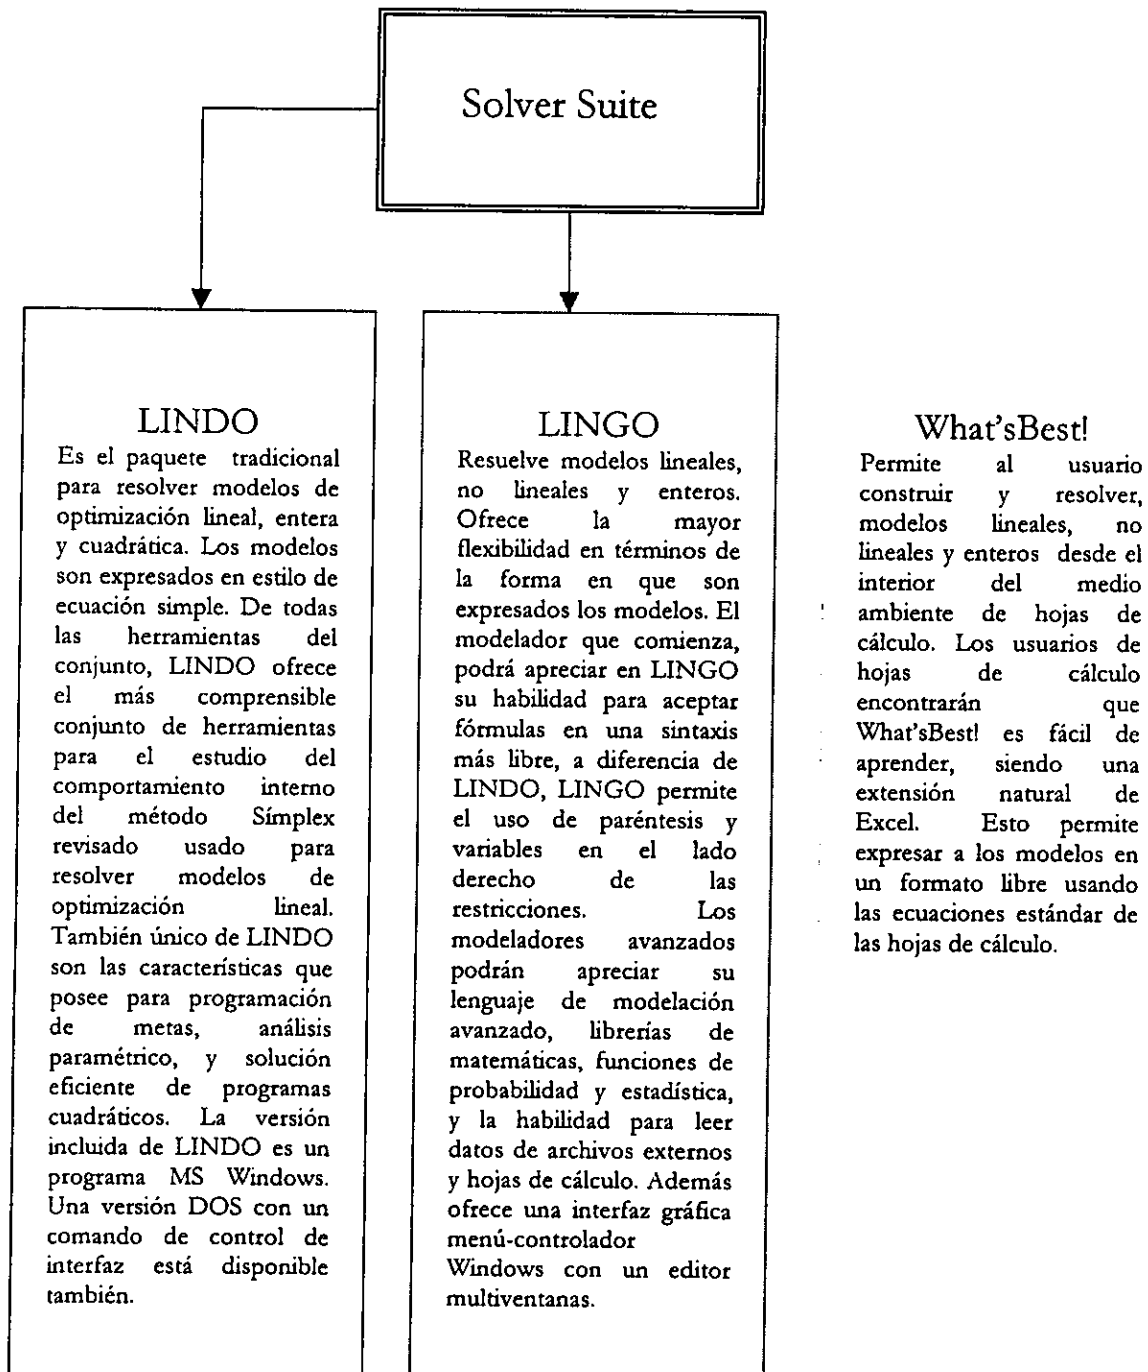 Solver Suite
LINDO
Es el paquete tradicional
para resolver modelos de
optimización lineal, entera
y cuadrática. Los modelos
son expresados en estilo de
ecuación simple. De todas
las herramientas del
conjunto, LINDO ofrece
el más comprensible
conjunto de herramientas
para el estudio del
comportamiento interno
del método Símplex
revisado usado para
resolver modelos de
optimización lineal.
También único de LINDO
son las características que
posee para programación
de metas, análisis
paramétrico, y solución
eficiente de programas
cuadráticos. La versión
incluida de LINDO es un
programa MS Windows.
Una versión DOS con un
comando de control de
interfaz está disponible
también.
LINGO
Resuelve modelos lineales,
no lineales y enteros.
Ofrece la mayor
flexibilidad en términos de
la forma en que son
expresados los modelos. El
modelador que comienza,
podrá apreciar en LINGO
su habilidad para aceptar
fórmulas en una sintaxis
más libre, a diferencia de
LINDO, LINGO permite
el uso de paréntesis y
variables en el lado
derecho de las
restricciones. Los
modeladores avanzados
podrán apreciar su
lenguaje de modelación
avanzado, librerías de
matemáticas, funciones de
probabilidad y estadística,
y la habilidad para leer
datos de archivos externos
y hojas de cálculo. Además
ofrece una interfaz gráfica
menú-controlador
Windows con un editor
multiventanas.
What'sBest!
Permite al usuario
construir y resolver,
modelos lineales, no
lineales y enteros desde el
interior del medio
ambiente de hojas de
cálculo. Los usuarios de
hojas de cálculo
encontrarán que
What'sBest! es fácil de
aprender, siendo una
extensión natural de
Excel. Esto permite
expresar a los modelos en
un formato libre usando
las ecuaciones estándar de
las hojas de cálculo.